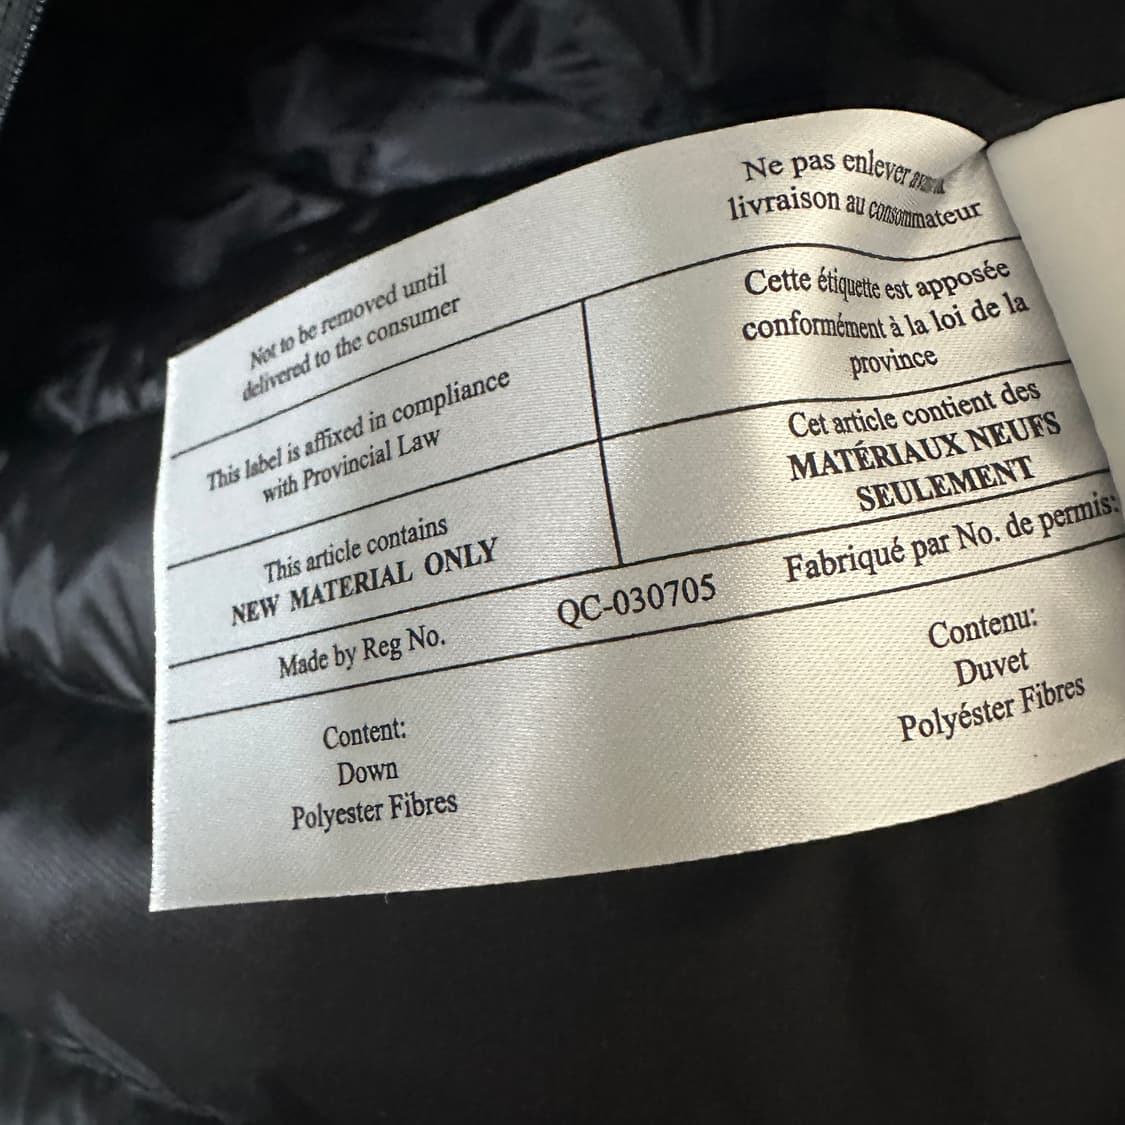 Not to be removed until
delivered to the consumer
Ne pas enlever
livraison au consommateur
This label is affixed in compliance
with Provincial Law
Cette étiquette est apposée
conformément à la loi de la
province
This article contains
NEW MATERIAL ONLY
Cet article contient des
MATÉRIAUX NEUFS
SEULEMENT
Made by Reg No.
QC-030705
Fabriqué par No. de permis:
Content:
Down
Polyester Fibres
Contenu:
Duvet
Polyéster Fibres